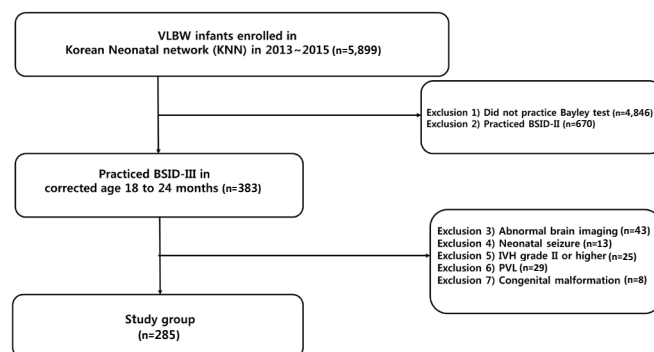 VLBW infants enrolled in
Korean Neonatal network (KNN) in 2013~2015 (n=5,899)
Exclusion 1) Did not practice Bayley test (n=4,846)
Exclusion 2) Practiced BSID-II (n=670)
Practiced BSID-III in
corrected age 18 to 24 months (n=383)
Exclusion 3) Abnormal brain imaging (n=43)
Exclusion 4) Neonatal seizure (n=13)
Exclusion 5) IVH grade II or higher (n=25)
Exclusion 6) PVL (n=29)
Exclusion 7) Congenital malformation (n=8)
Study group
(n=285)